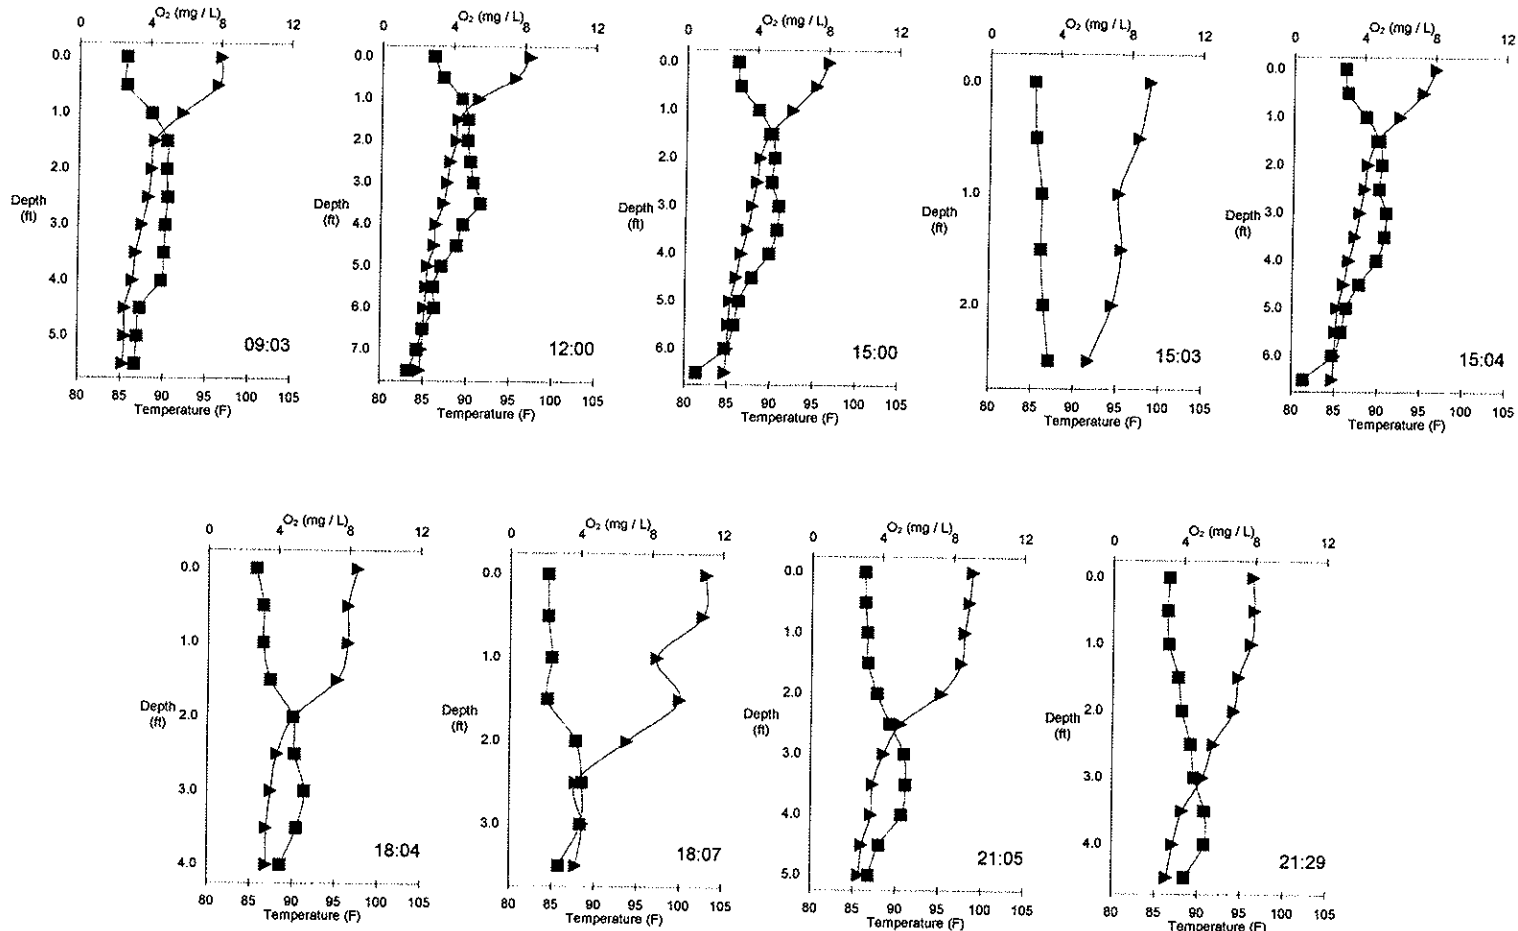 O₂ (mg / L)
0 4 8 12
0.0
1.0
2.0
Depth
(ft)
3.0
4.0
5.0
09:03
80 85 90 95 100 105
Temperature (F)
O₂ (mg / L)
0 4 8 12
0.0
1.0
2.0
3.0
Depth
(ft)
4.0
5.0
6.0
7.0
12:00
80 85 90 95 100 105
Temperature (F)
O₂ (mg / L)
0 4 8 12
0.0
1.0
2.0
3.0
Depth
(ft)
4.0
5.0
6.0
15:00
80 85 90 95 100 105
Temperature (F)
O₂ (mg / L)
0 4 8 12
0.0
1.0
Depth
(ft)
2.0
15:03
80 85 90 95 100 105
Temperature (F)
O₂ (mg / L)
0 4 8 12
0.0
1.0
2.0
3.0
Depth
(ft)
4.0
5.0
6.0
15:04
80 85 90 95 100 105
Temperature (F)
O₂ (mg / L)
0 4 8 12
0.0
1.0
Depth
(ft)
2.0
3.0
4.0
18:04
80 85 90 95 100 105
Temperature (F)
O₂ (mg / L)
0 4 8 12
0.0
1.0
Depth
(ft)
2.0
3.0
18:07
80 85 90 95 100 105
Temperature (F)
O₂ (mg / L)
0 4 8 12
0.0
1.0
2.0
Depth
(ft)
3.0
4.0
5.0
21:05
80 85 90 95 100 105
Temperature (F)
O₂ (mg / L)
0 4 8 12
0.0
1.0
2.0
Depth
(ft)
3.0
4.0
21:29
80 85 90 95 100 105
Temperature (F)